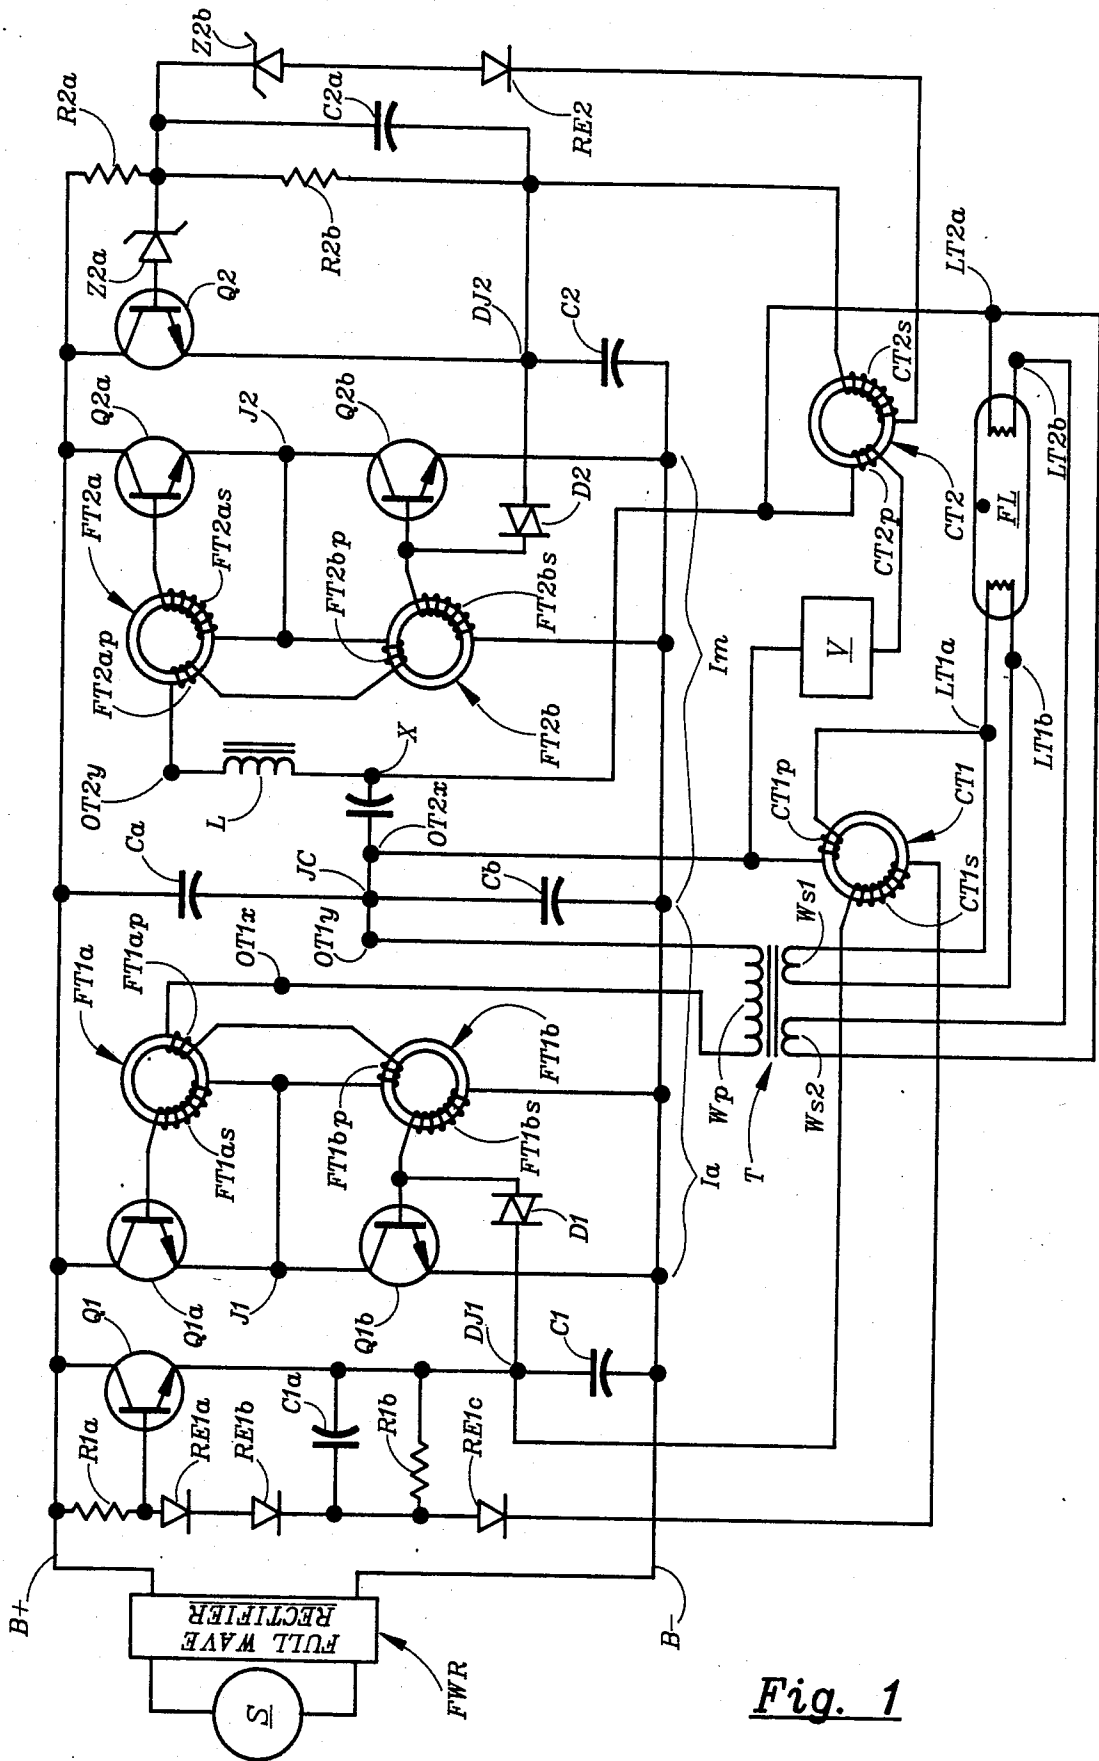 S
FULL WAVE
RECTIFIER
FWR
B+
B-
R1a
Q1
RE1a
RE1b
C1a
R1b
RE1c
DJ1
C1
Q1a
J1
Q1b
D1
FT1as
FT1a
FT1ap
FT1bp
FT1bs
FT1b
OT1x
OT1y
JC
Ca
Cb
Ia
Im
OT2y
L
OT2x
X
FT2ap
FT2a
FT2as
FT2bp
FT2bs
FT2b
Q2a
J2
Q2b
D2
DJ2
C2
Z2a
Q2
R2a
R2b
C2a
Z2b
RE2
T
Wp
Ws1
Ws2
CT1p
CT1
CT1s
V
CT2p
CT2
CT2s
LT1a
LT1b
FL
LT2a
LT2b
Fig. 1